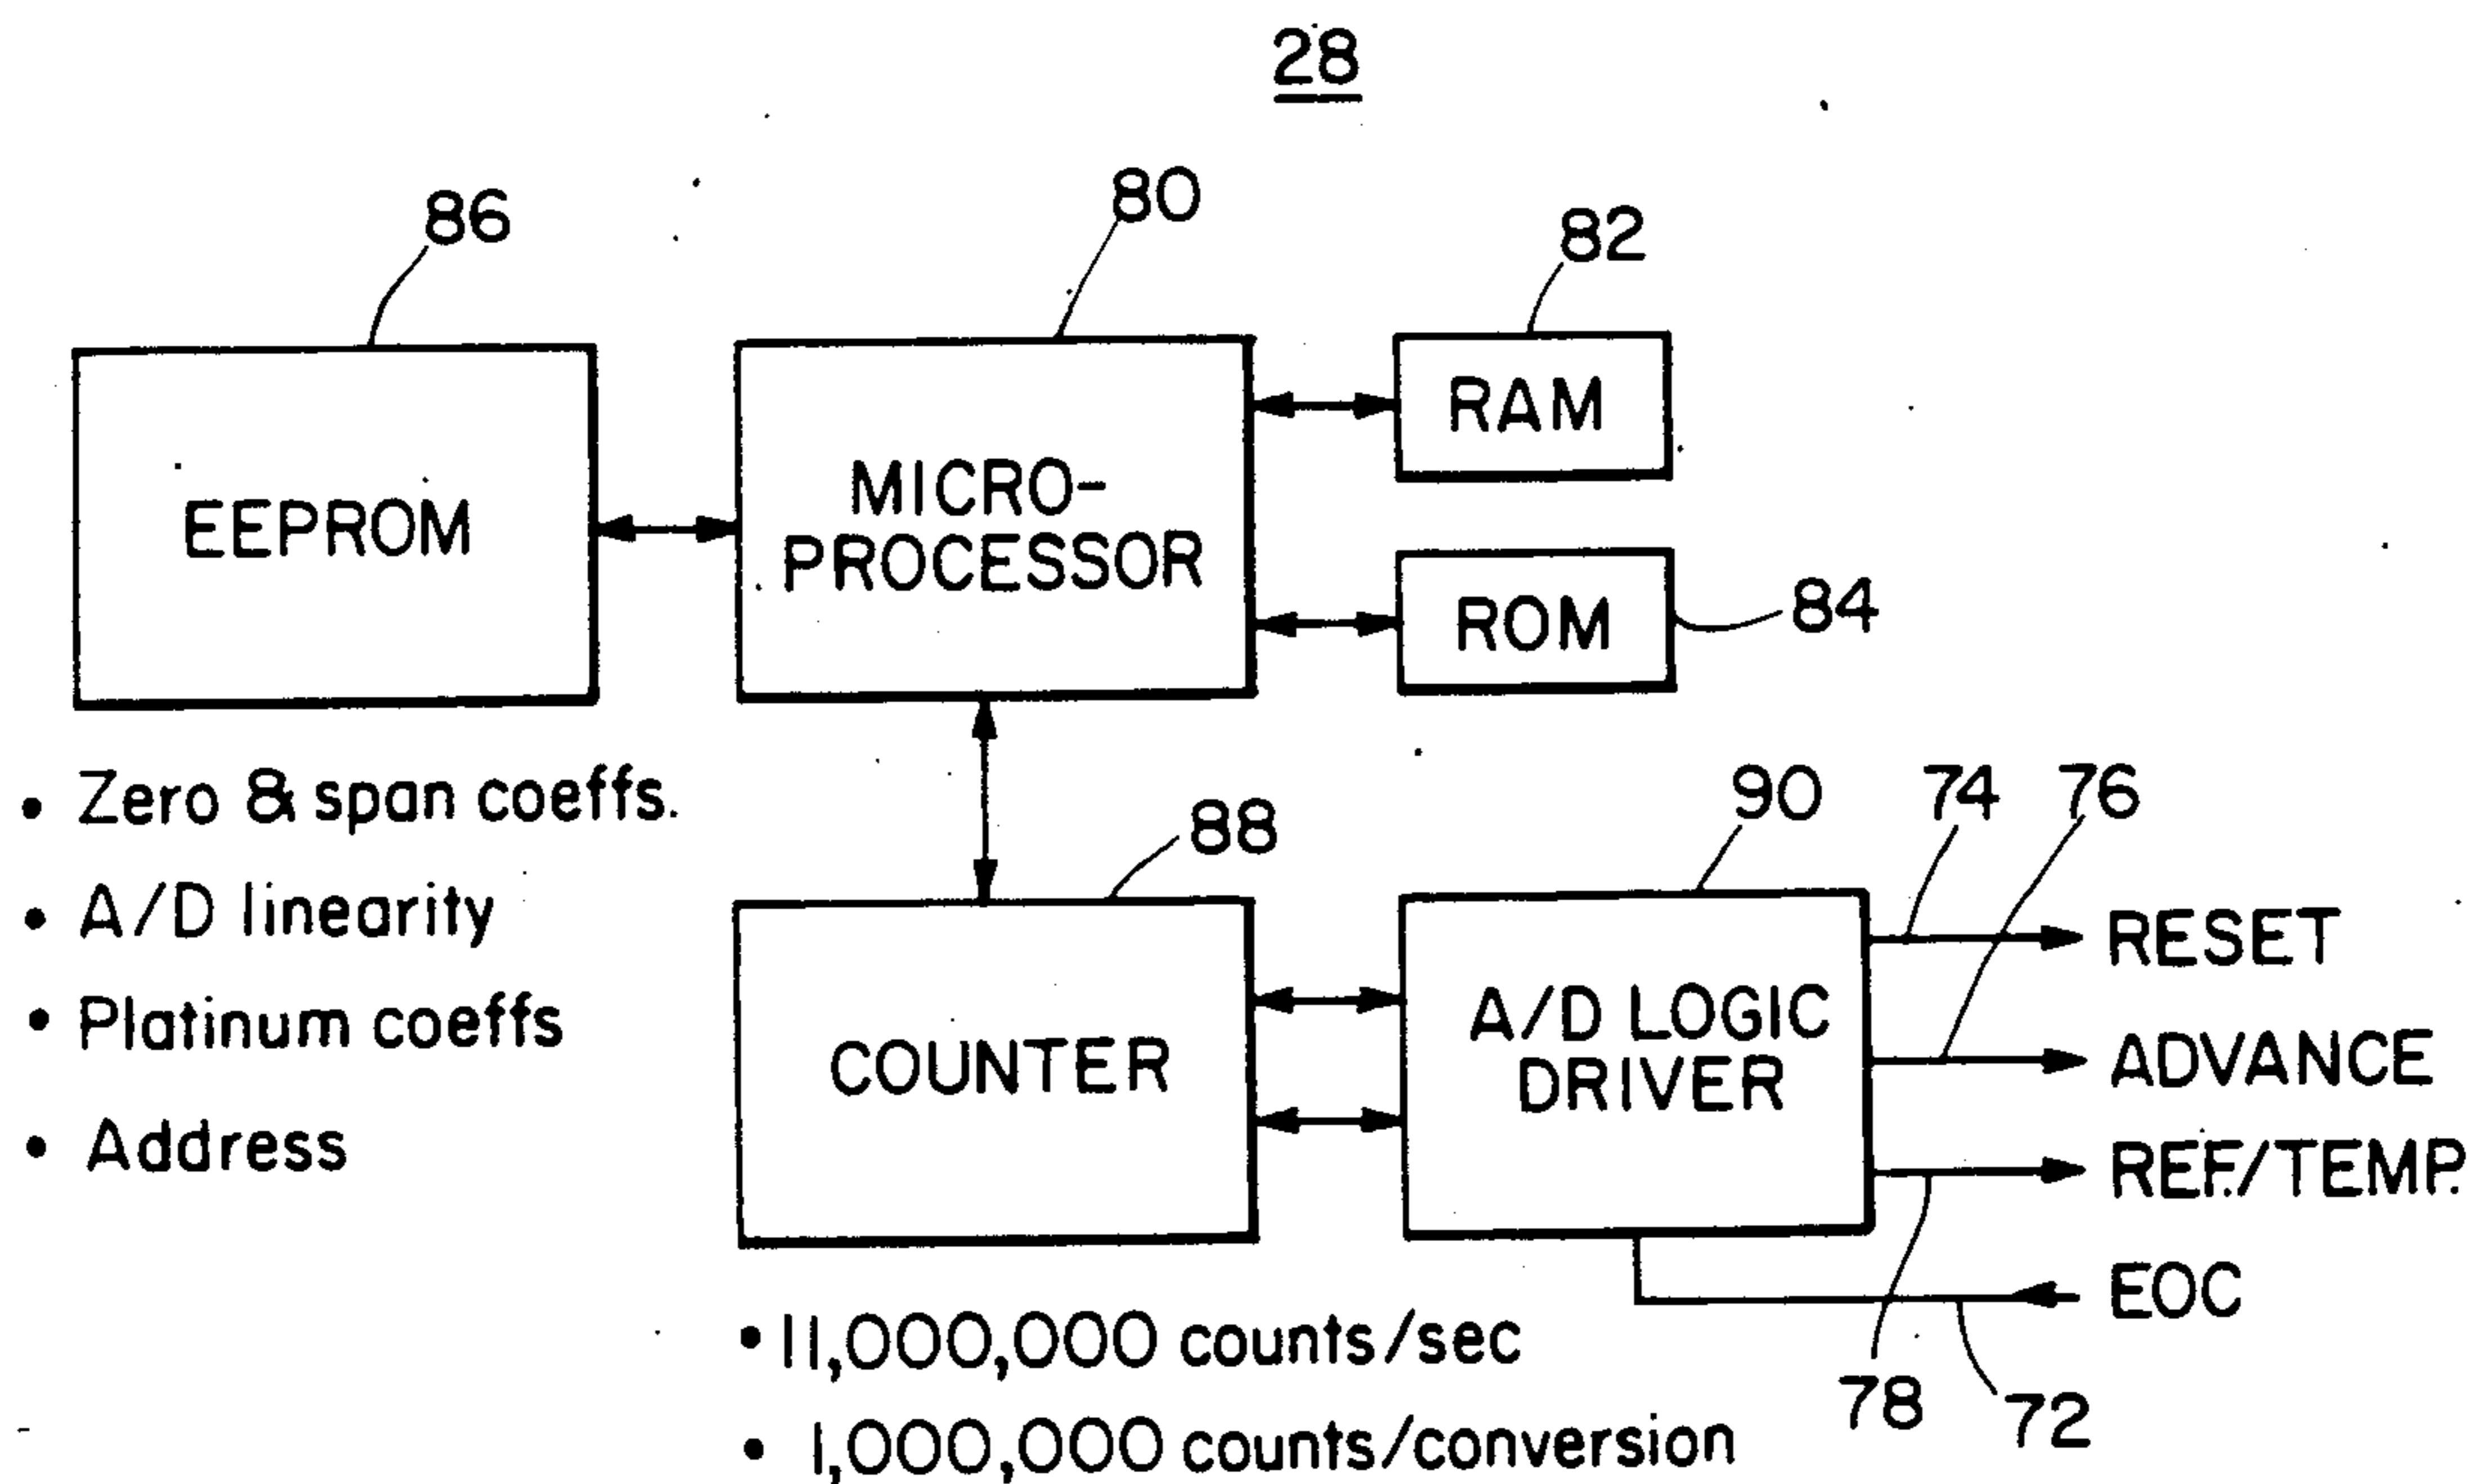 28
86
80
82
EEPROM
MICRO-
PROCESSOR
RAM
ROM
84
• Zero & span coeffs.
• A/D linearity
• Platinum coeffs
• Address
88
90
74
76
COUNTER
A/D LOGIC
DRIVER
RESET
ADVANCE
REF./TEMP.
EOC
78
72
• 11,000,000 counts/sec
• 1,000,000 counts/conversion